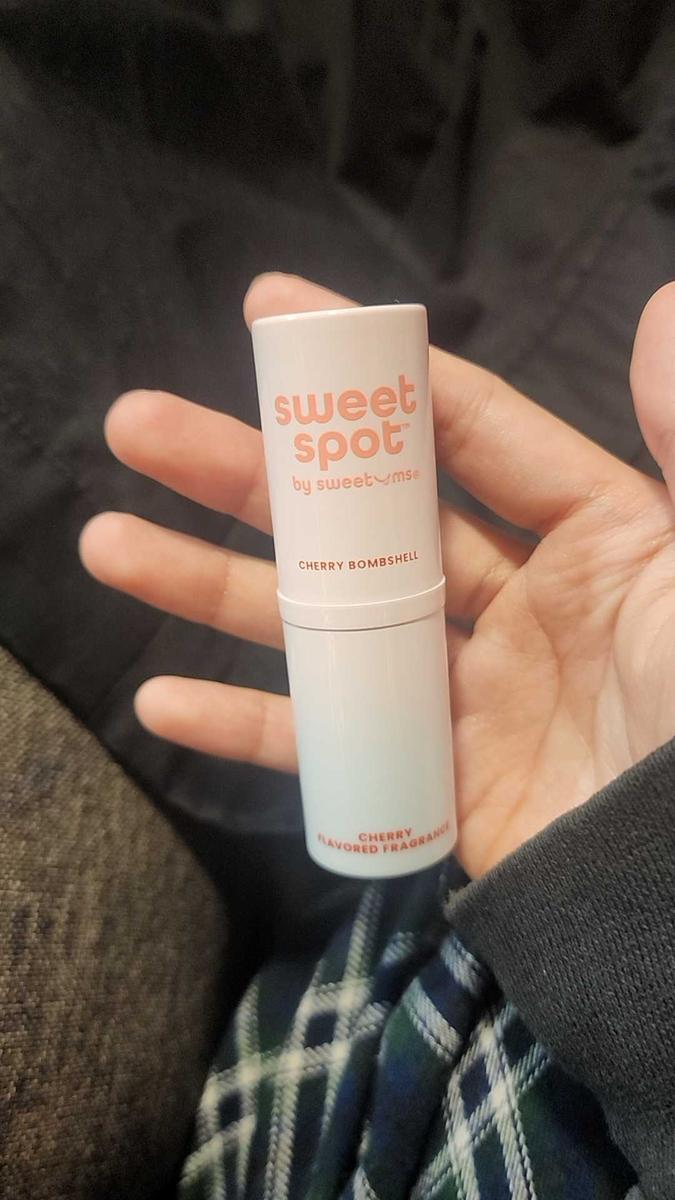 sweet
spot™
by sweetums®
CHERRY BOMBSHELL
CHERRY
FLAVORED FRAGRANCE